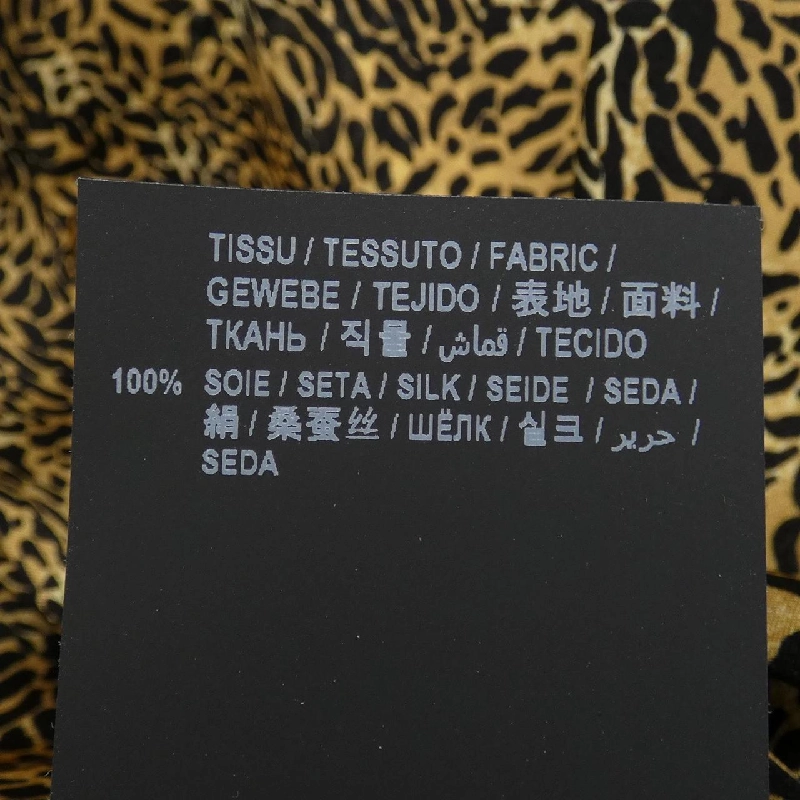 TISSU / TESSUTO / FABRIC /
GEWEBE / TEJIDO / 表地 / 面料 /
ТКАНЬ / 직물 / قماش / TECIDO
100% SOIE / SETA / SILK / SEIDE / SEDA /
絹 / 桑蚕丝 / ШЁЛК / 실크 / حرير /
SEDA